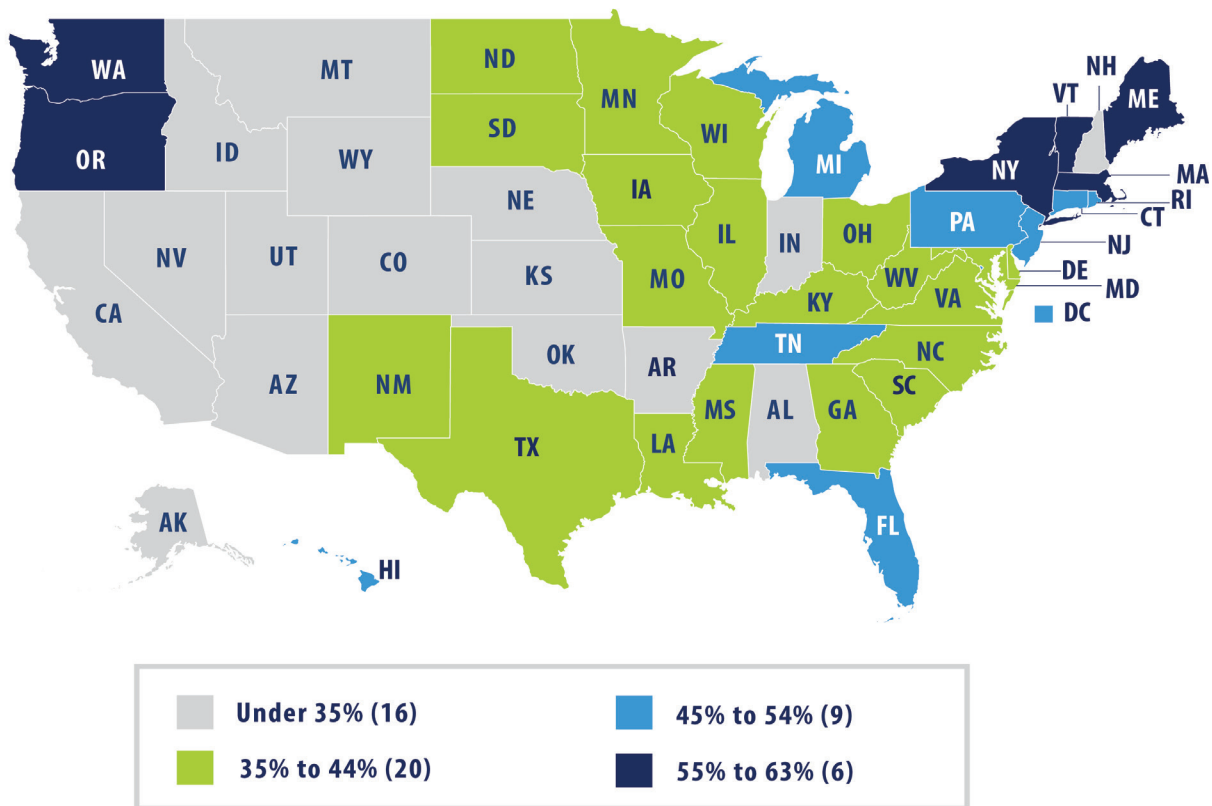 WA
MT
ND
MN
NH
VT
ME
OR
ID
WY
SD
WI
MI
NY
MA
RI
CT
NE
IA
PA
NJ
NV
UT
CO
KS
MO
IL
IN
OH
WV
VA
KY
DE
MD
DC
CA
AZ
NM
OK
AR
TN
NC
SC
TX
LA
MS
AL
GA
FL
AK
HI
Under 35% (16)
35% to 44% (20)
45% to 54% (9)
55% to 63% (6)